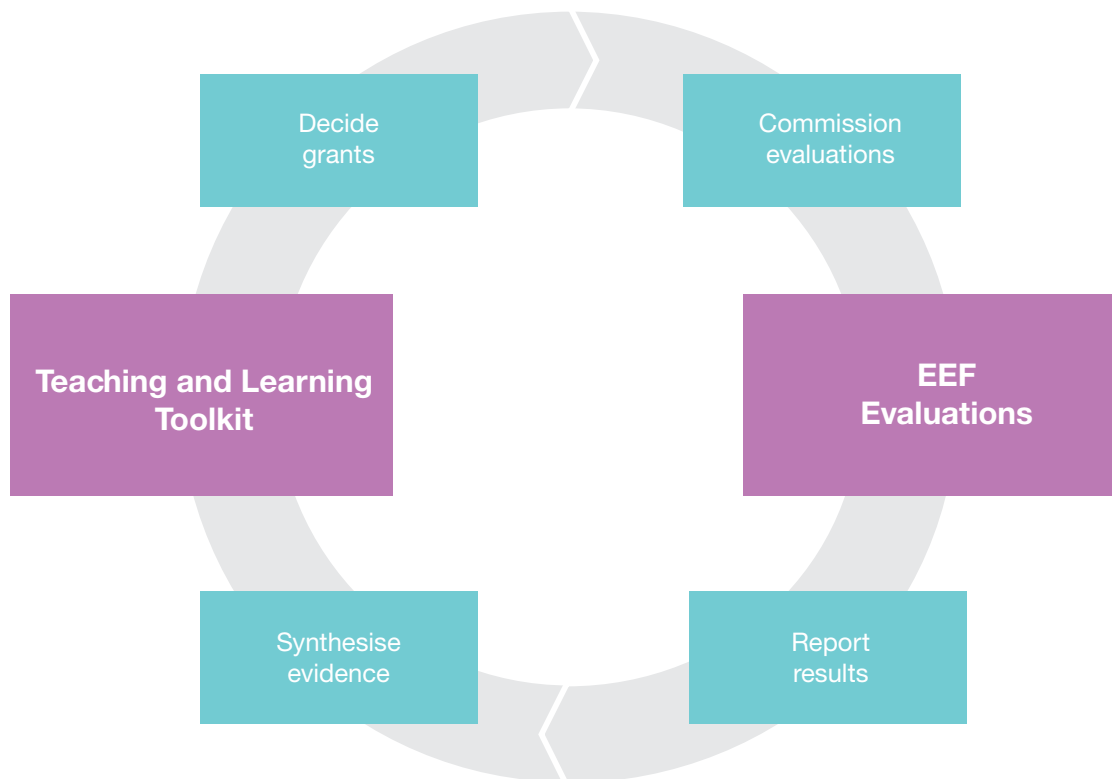 Decide
grants
Commission
evaluations
Teaching and Learning
Toolkit
EEF
Evaluations
Synthesise
evidence
Report
results